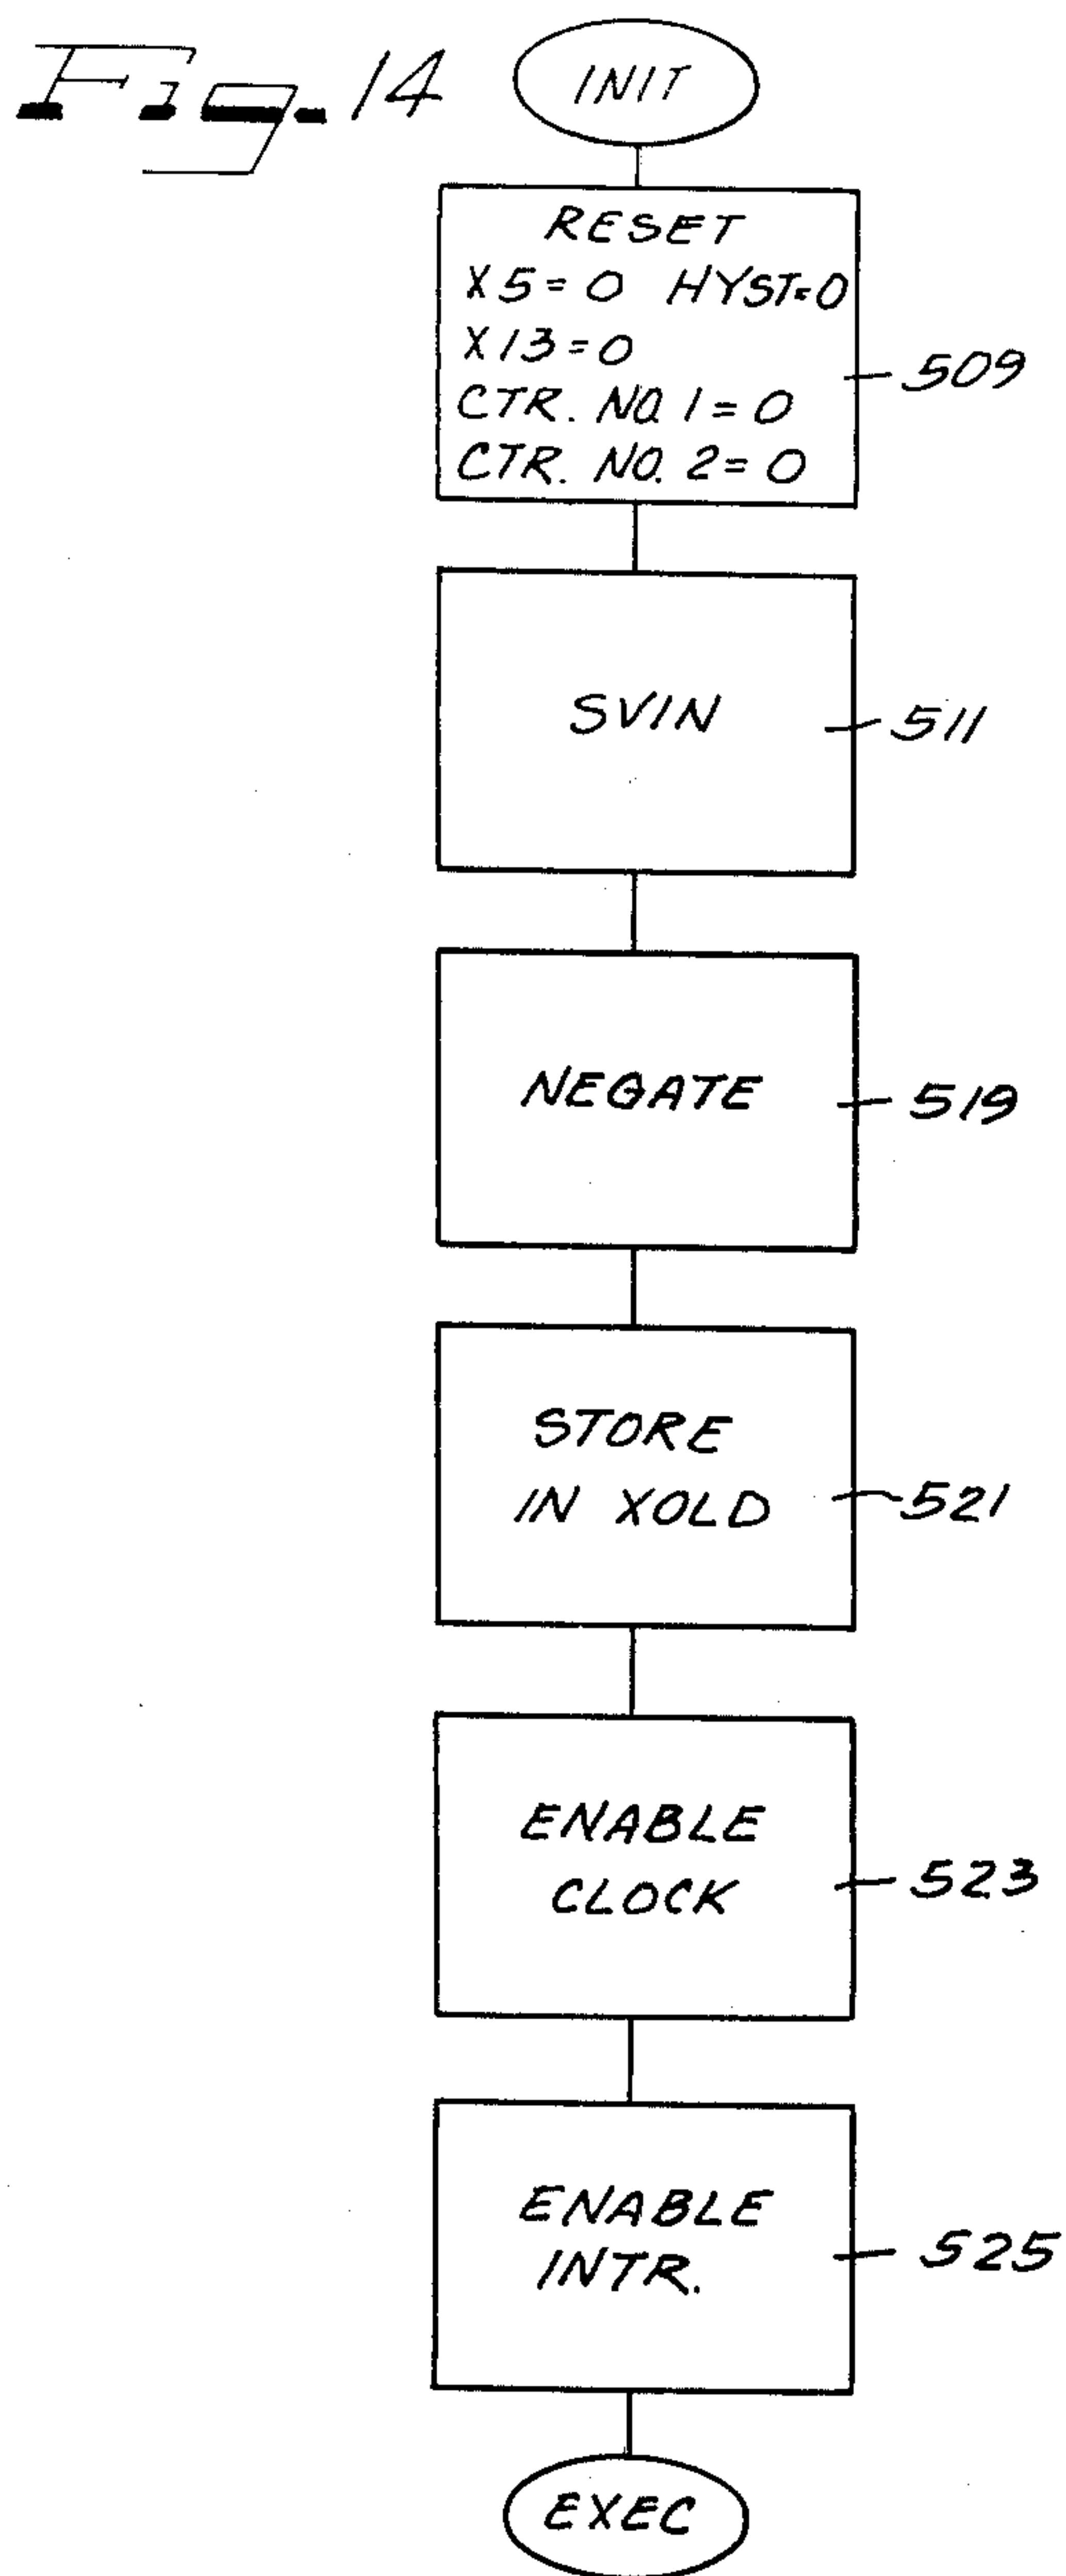 Fig. 14
INIT
RESET
X5=0 HYST=0
X13=0
CTR. NO. 1=0
CTR. NO. 2=0
509
SVIN
511
NEGATE
519
STORE
IN XOLD
521
ENABLE
CLOCK
523
ENABLE
INTR.
525
EXEC